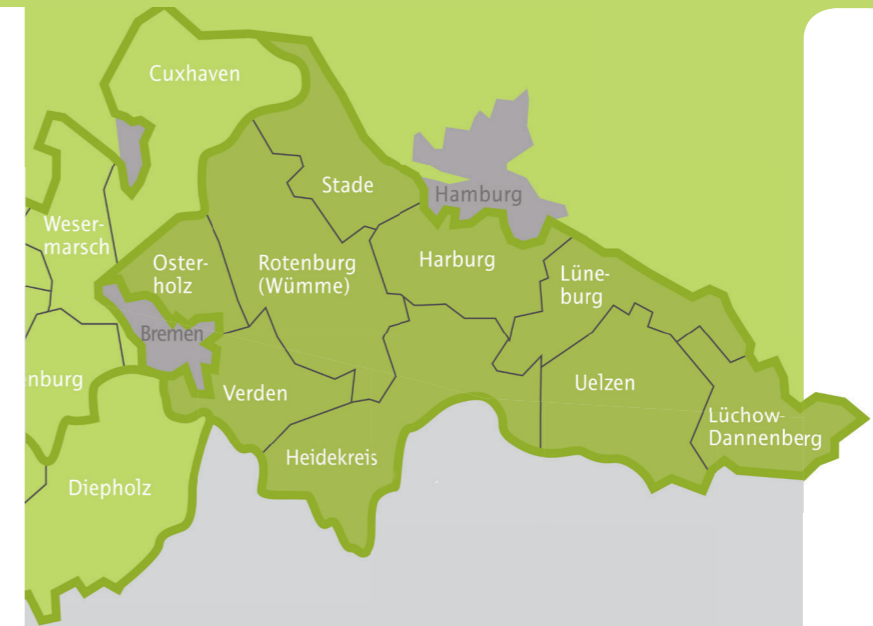 Cuxhaven
Stade
Hamburg
Weser-
marsch
Oster-
holz
Rotenburg
(Wümme)
Harburg
Lüne-
burg
Bremen
nburg
Verden
Uelzen
Lüchow-
Dannenberg
Heidekreis
Diepholz